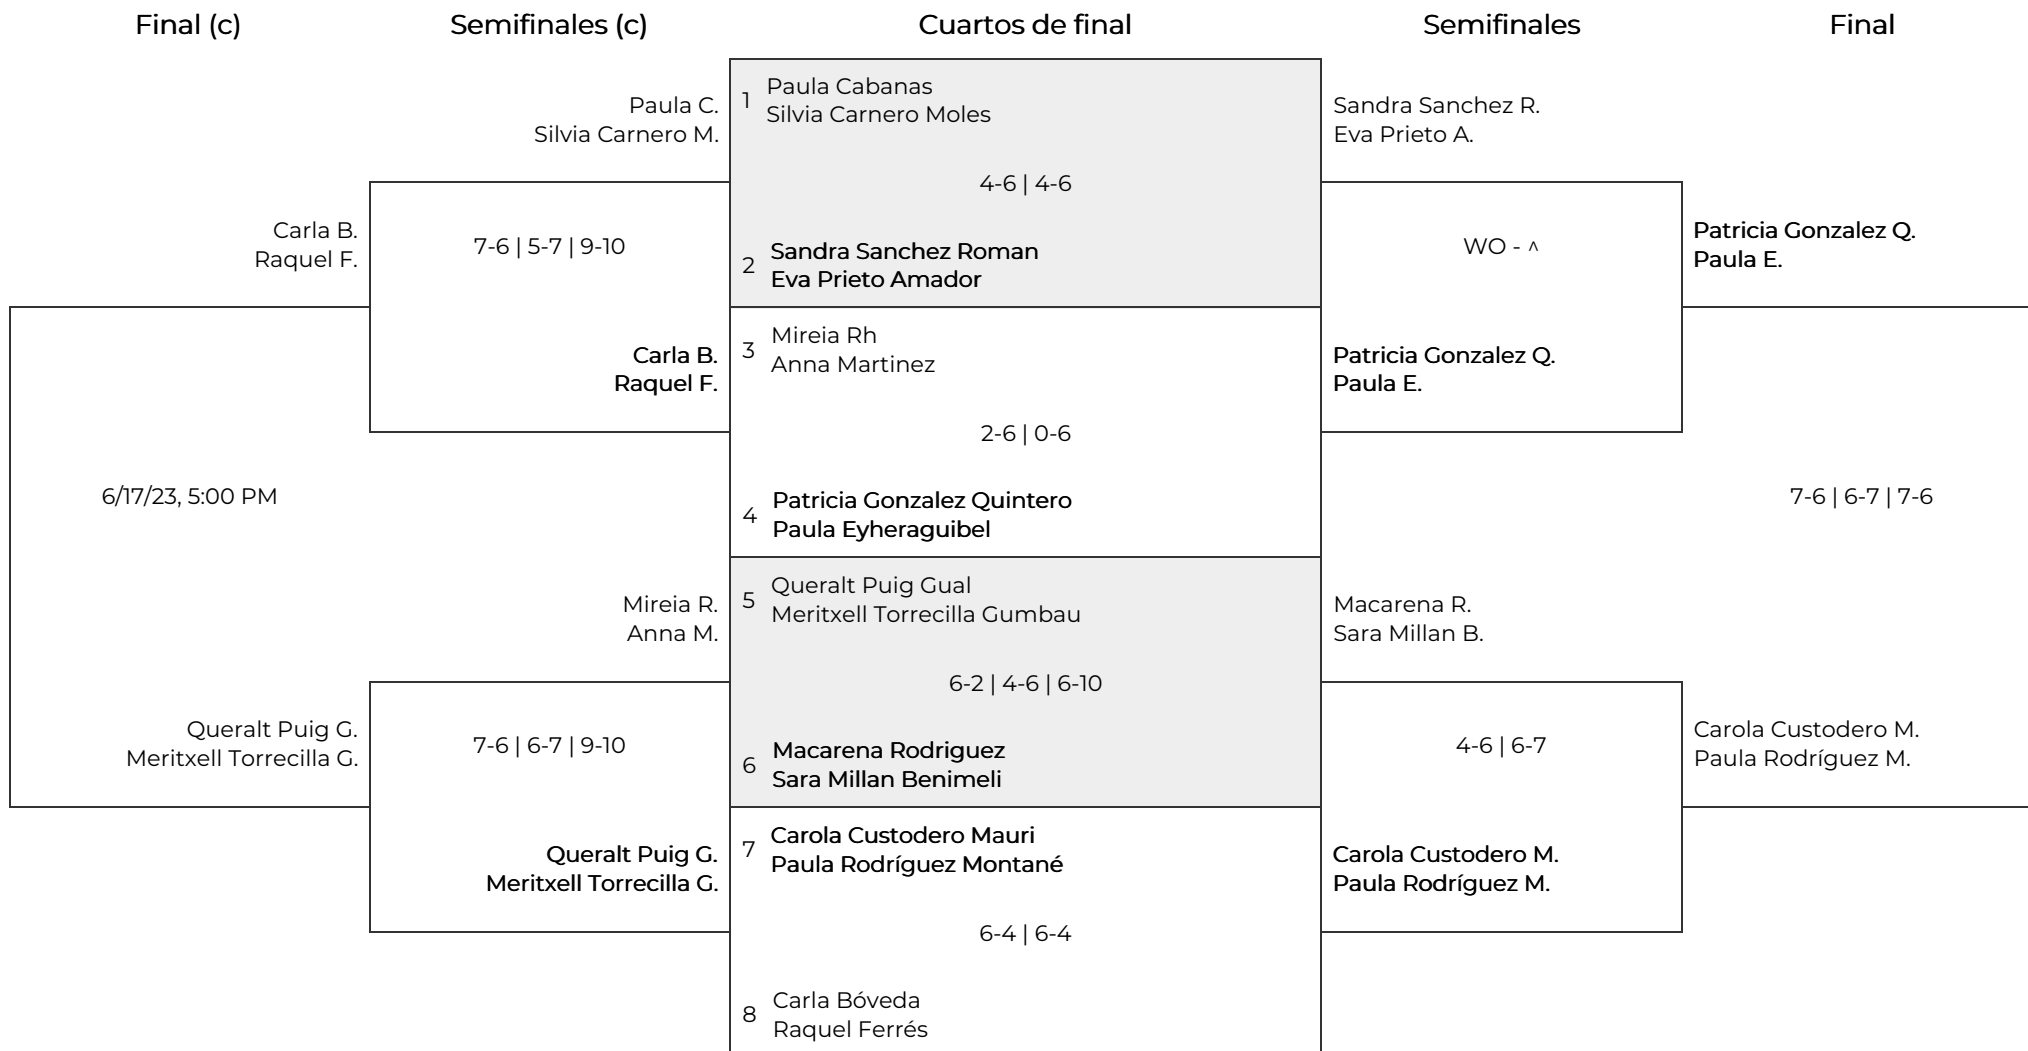 Final (c)
Semifinales (c)
Cuartos de final
Semifinales
Final
Carla B.
Raquel F.
6/17/23, 5:00 PM
Queralt Puig G.
Meritxell Torrecilla G.
Paula C.
Silvia Carnero M.
7-6 | 5-7 | 9-10
Carla B.
Raquel F.
Mireia R.
Anna M.
7-6 | 6-7 | 9-10
Queralt Puig G.
Meritxell Torrecilla G.
1
Paula Cabanas
Silvia Carnero Moles
4-6 | 4-6
2
Sandra Sanchez Roman
Eva Prieto Amador
3
Mireia Rh
Anna Martinez
2-6 | 0-6
4
Patricia Gonzalez Quintero
Paula Eyheraguibel
5
Queralt Puig Gual
Meritxell Torrecilla Gumbau
6-2 | 4-6 | 6-10
6
Macarena Rodriguez
Sara Millan Benimeli
7
Carola Custodero Mauri
Paula Rodríguez Montané
6-4 | 6-4
8
Carla Bóveda
Raquel Ferrés
Sandra Sanchez R.
Eva Prieto A.
WO - ^
Patricia Gonzalez Q.
Paula E.
Macarena R.
Sara Millan B.
4-6 | 6-7
Carola Custodero M.
Paula Rodríguez M.
Patricia Gonzalez Q.
Paula E.
7-6 | 6-7 | 7-6
Carola Custodero M.
Paula Rodríguez M.